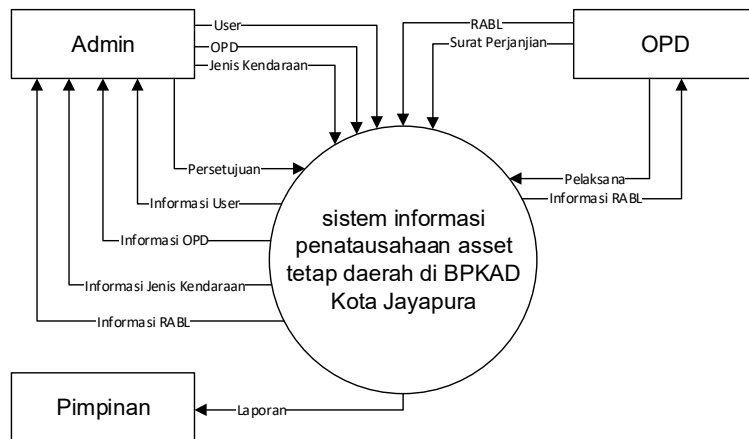 User
RABL
Admin
OPD
Surat Perjanjian
OPD
Jenis Kendaraan
Persetujuan
Pelaksana
Informasi User
Informasi RABL
sistem informasi
penatausahaan asset
tetap daerah di BPKAD
Kota Jayapura
Informasi OPD
Informasi Jenis Kendaraan
Informasi RABL
Pimpinan
Laporan